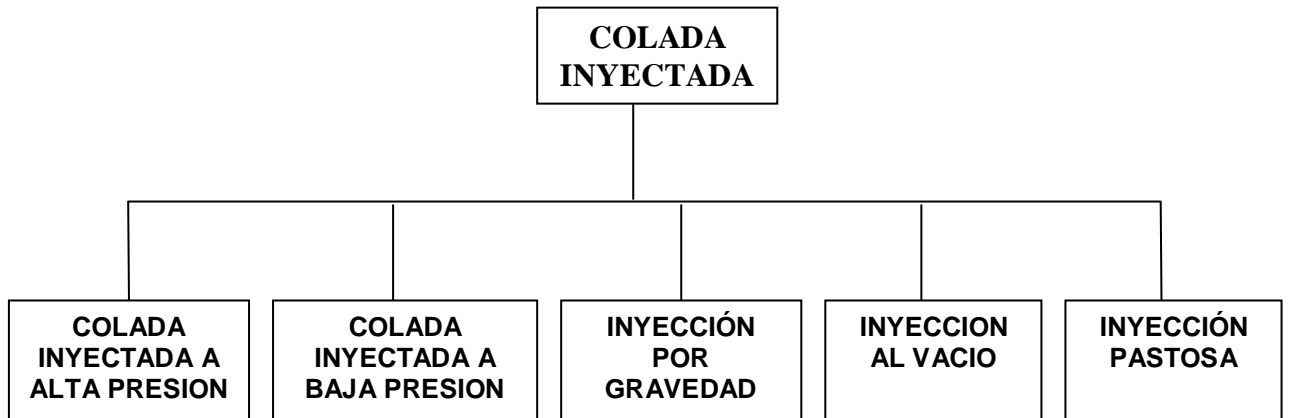 COLADA
INYECTADA
COLADA
INYECTADA A
ALTA PRESION
COLADA
INYECTADA A
BAJA PRESION
INYECCIÓN
POR
GRAVEDAD
INYECCION
AL VACIO
INYECCIÓN
PASTOSA